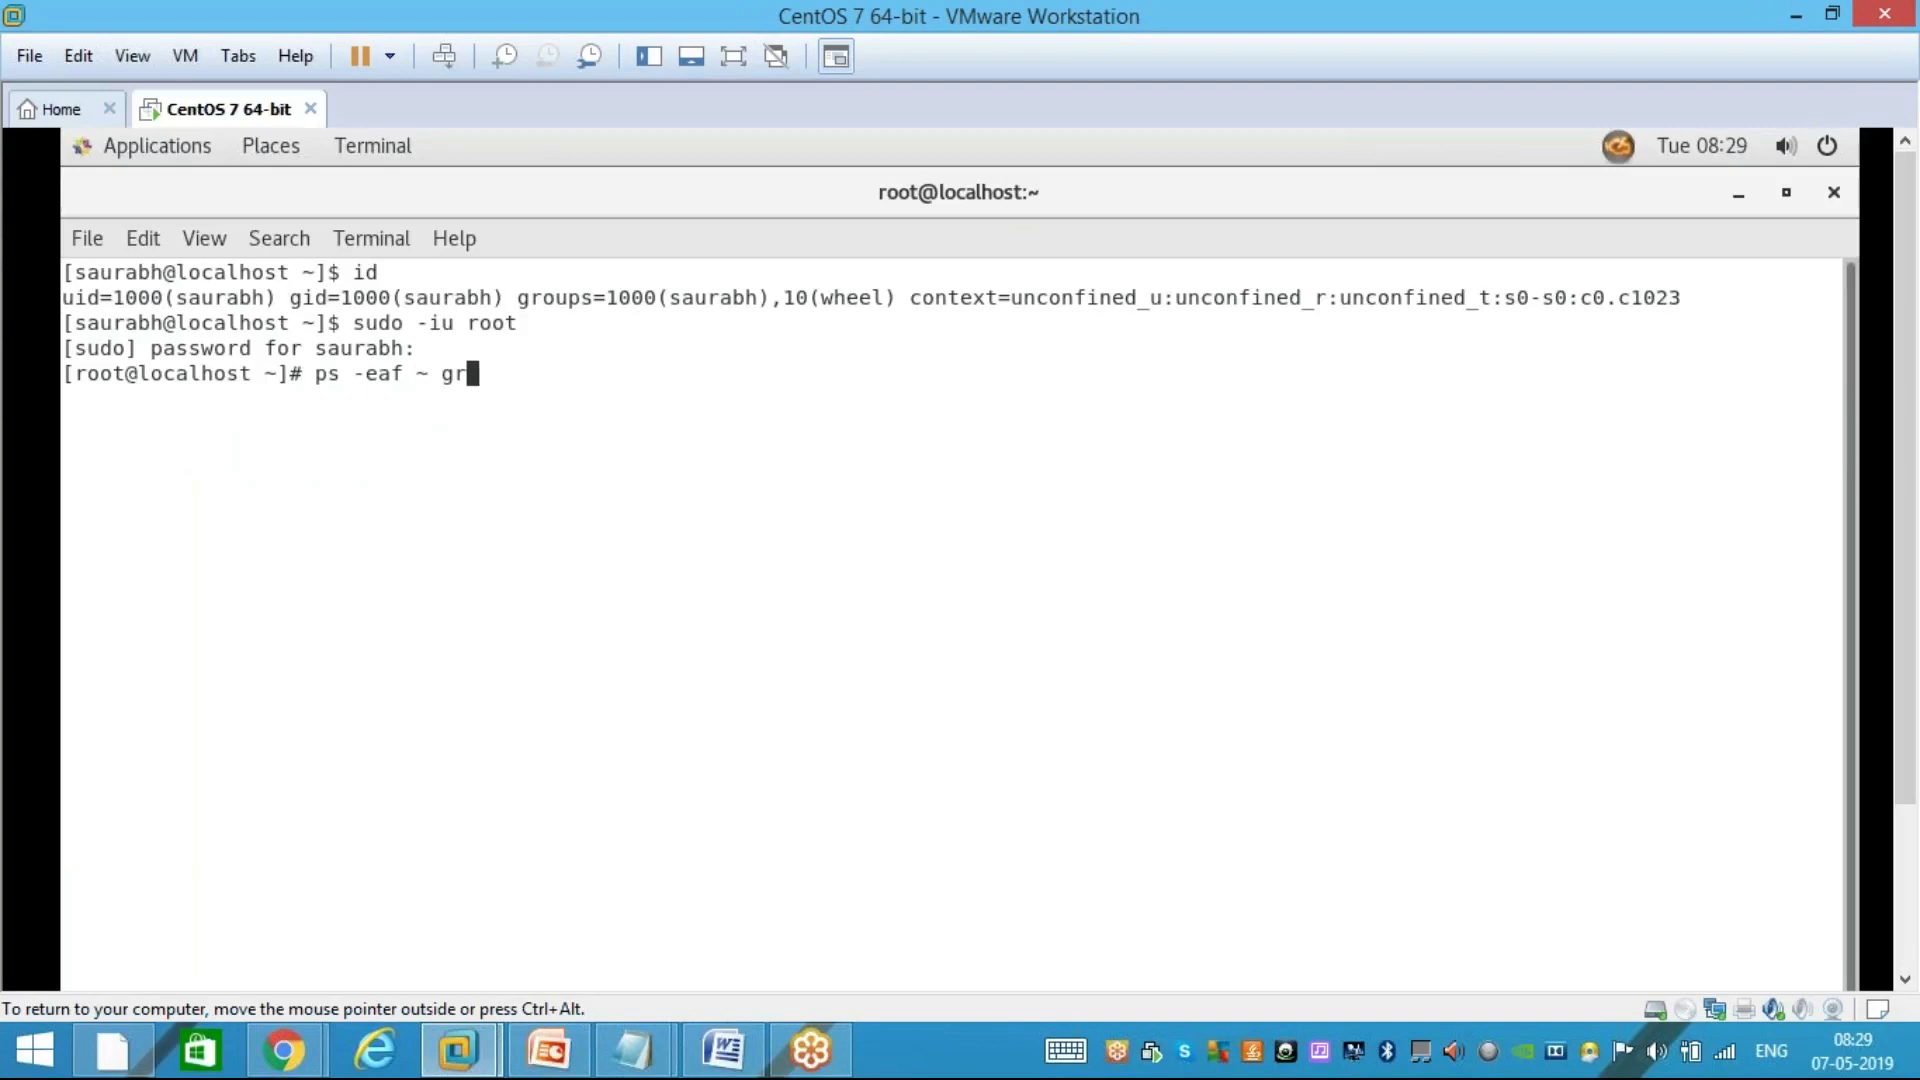 CentOS 7 64-bit - VMware Workstation
File Edit View VM Tabs Help
Home CentOS 7 64-bit
Applications Places Terminal Tue 08:29
root@localhost:~
File Edit View Search Terminal Help
[saurabh@localhost ~]$ id
uid=1000(saurabh) gid=1000(saurabh) groups=1000(saurabh),10(wheel) context=unconfined_u:unconfined_r:unconfined_t:s0-s0:c0.c1023
[saurabh@localhost ~]$ sudo -iu root
[sudo] password for saurabh:
[root@localhost ~]# ps -eaf ~ gr
To return to your computer, move the mouse pointer outside or press Ctrl+Alt.
ENG
08:29
07-05-2019